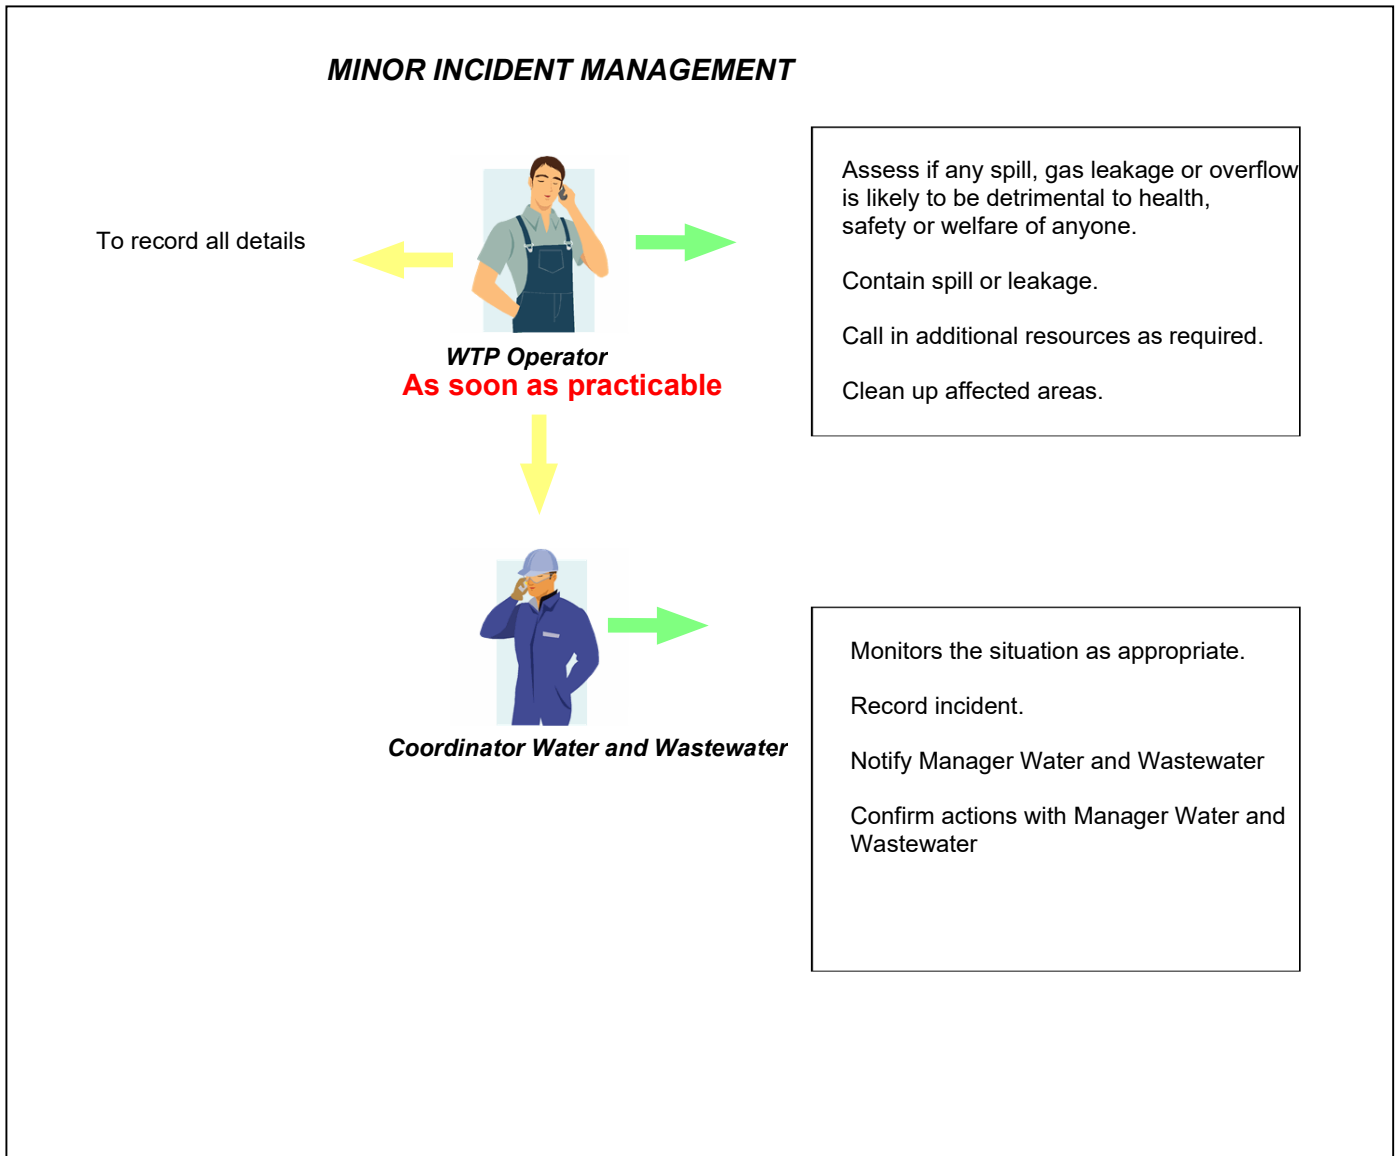 MINOR INCIDENT MANAGEMENT
To record all details
WTP Operator
As soon as practicable
Assess if any spill, gas leakage or overflow
is likely to be detrimental to health,
safety or welfare of anyone.
Contain spill or leakage.
Call in additional resources as required.
Clean up affected areas.
Coordinator Water and Wastewater
Monitors the situation as appropriate.
Record incident.
Notify Manager Water and Wastewater
Confirm actions with Manager Water and
Wastewater